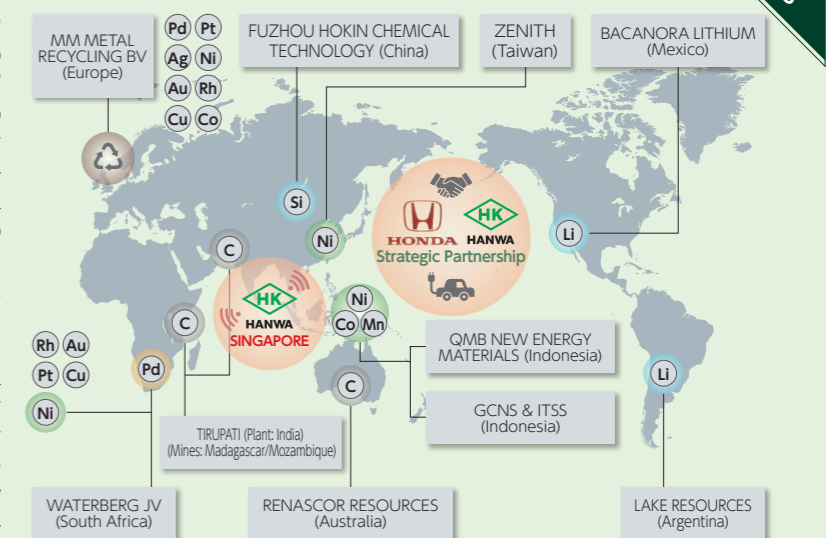 MM METAL
RECYCLING BV
(Europe)
Pd Pt
Ag Ni
Au Rh
Cu Co
FUZHOU HOKIN CHEMICAL
TECHNOLOGY (China)
ZENITH
(Taiwan)
BACANORA LITHIUM
(Mexico)
Si
Ni
C
HK
HANWA
SINGAPORE
HONDA
HK
HANWA
Strategic Partnership
Li
C
Ni
Co Mn
Rh Au
Pt Cu
Ni
Pd
C
Li
QMB NEW ENERGY
MATERIALS (Indonesia)
GCNS & ITSS
(Indonesia)
TIRUPATI (Plant: India)
(Mines: Madagascar/Mozambique)
WATERBERG JV
(South Africa)
RENASCOR RESOURCES
(Australia)
LAKE RESOURCES
(Argentina)